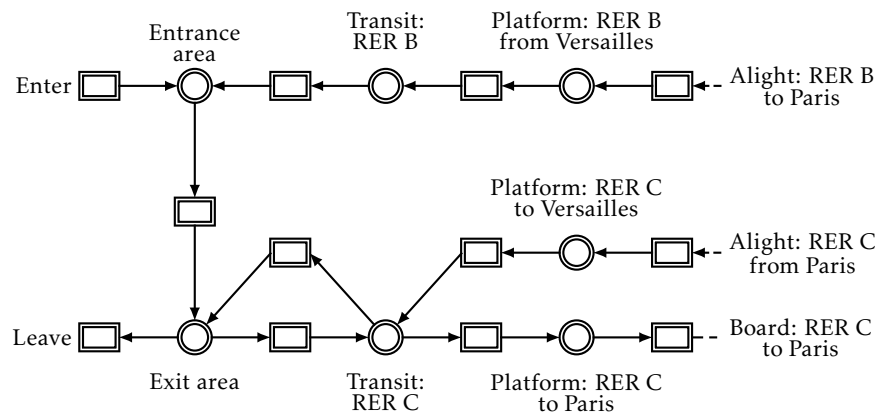 Entrance
area
Transit:
RER B
Platform: RER B
from Versailles
Enter
Alight: RER B
to Paris
Platform: RER C
to Versailles
Alight: RER C
from Paris
Leave
Board: RER C
to Paris
Exit area
Transit:
RER C
Platform: RER C
to Paris